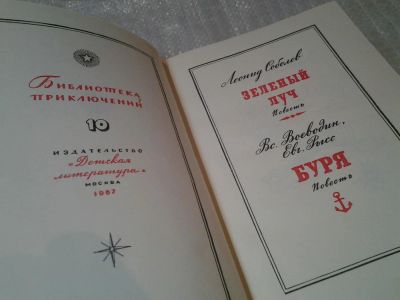 Библиотека
приключений
10
ИЗДАТЕЛЬСТВО
«Детская
литература»
МОСКВА
1967
Леонид Соболев
ЗЕЛЕНЫЙ
ЛУЧ
Повесть
Вс. Воеводин,
Евг. Рысс
БУРЯ
Повесть